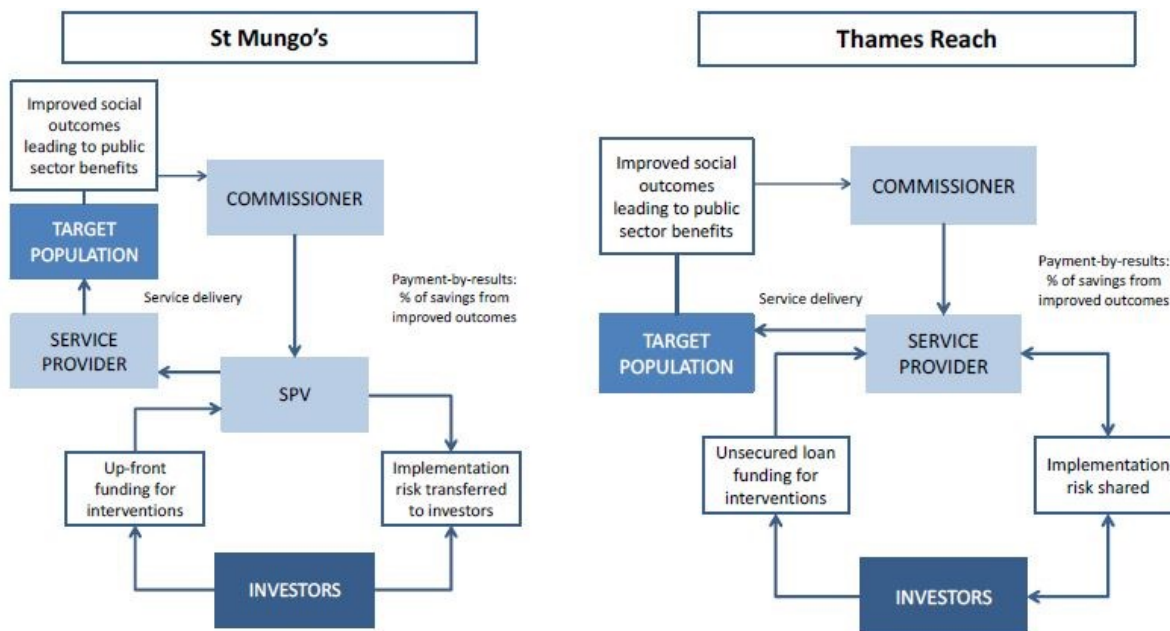 St Mungo's
Improved social
outcomes
leading to public
sector benefits
COMMISSIONER
TARGET
POPULATION
Payment-by-results:
% of savings from
improved outcomes
Service delivery
SERVICE
PROVIDER
SPV
Up-front
funding for
interventions
Implementation
risk transferred
to investors
INVESTORS
Thames Reach
Improved social
outcomes
leading to public
sector benefits
COMMISSIONER
Payment-by-results:
% of savings from
improved outcomes
Service delivery
TARGET
POPULATION
SERVICE
PROVIDER
Unsecured loan
funding for
interventions
Implementation
risk shared
INVESTORS